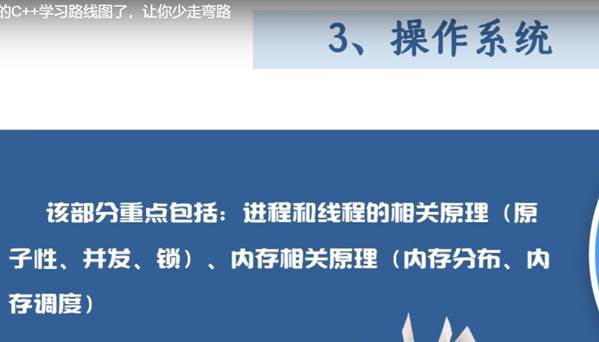 的C++学习路线图了，让你少走弯路
3、操作系统
该部分重点包括：进程和线程的相关原理（原
子性、并发、锁）、内存相关原理（内存分布、内
存调度）